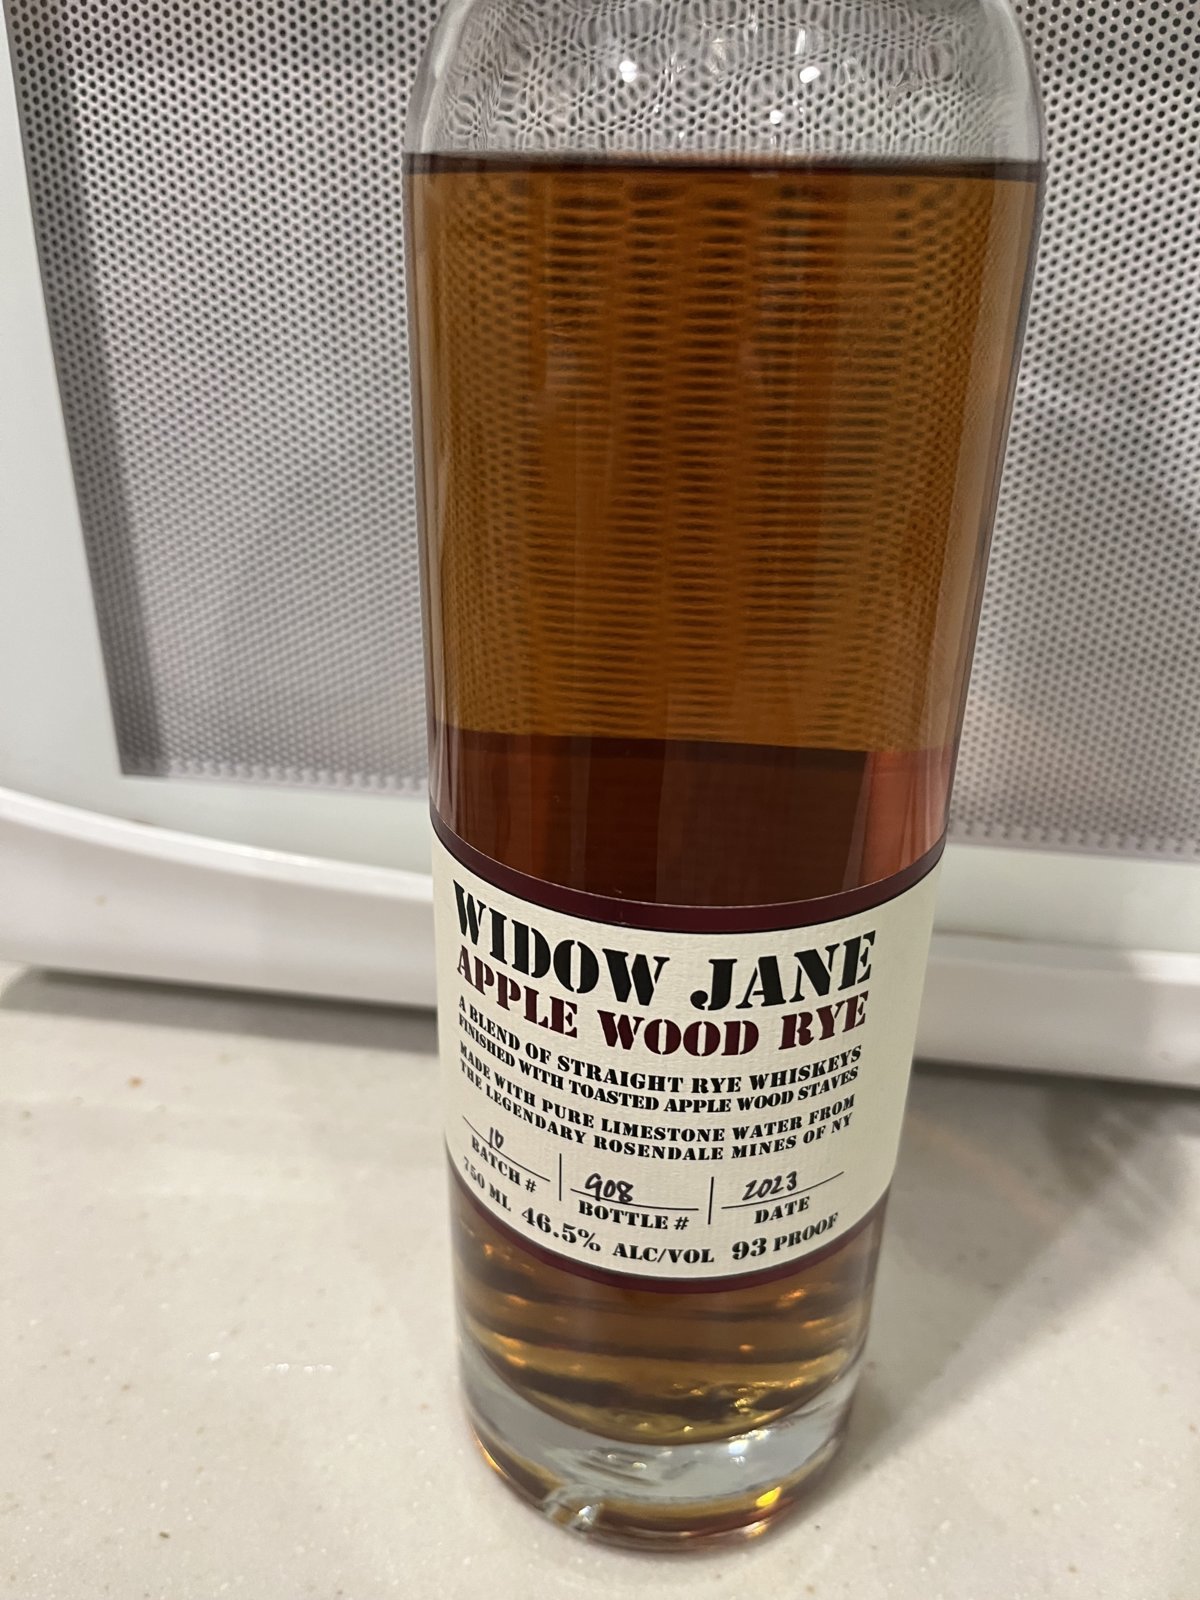 WIDOW JANE
APPLE WOOD RYE
A BLEND OF STRAIGHT RYE WHISKEYS
FINISHED WITH TOASTED APPLE WOOD STAVES
MADE WITH PURE LIMESTONE WATER FROM
THE LEGENDARY ROSENDALE MINES OF NY
10 908 2023
BATCH # BOTTLE # DATE
750 ML 46.5% ALC/VOL 93 PROOF